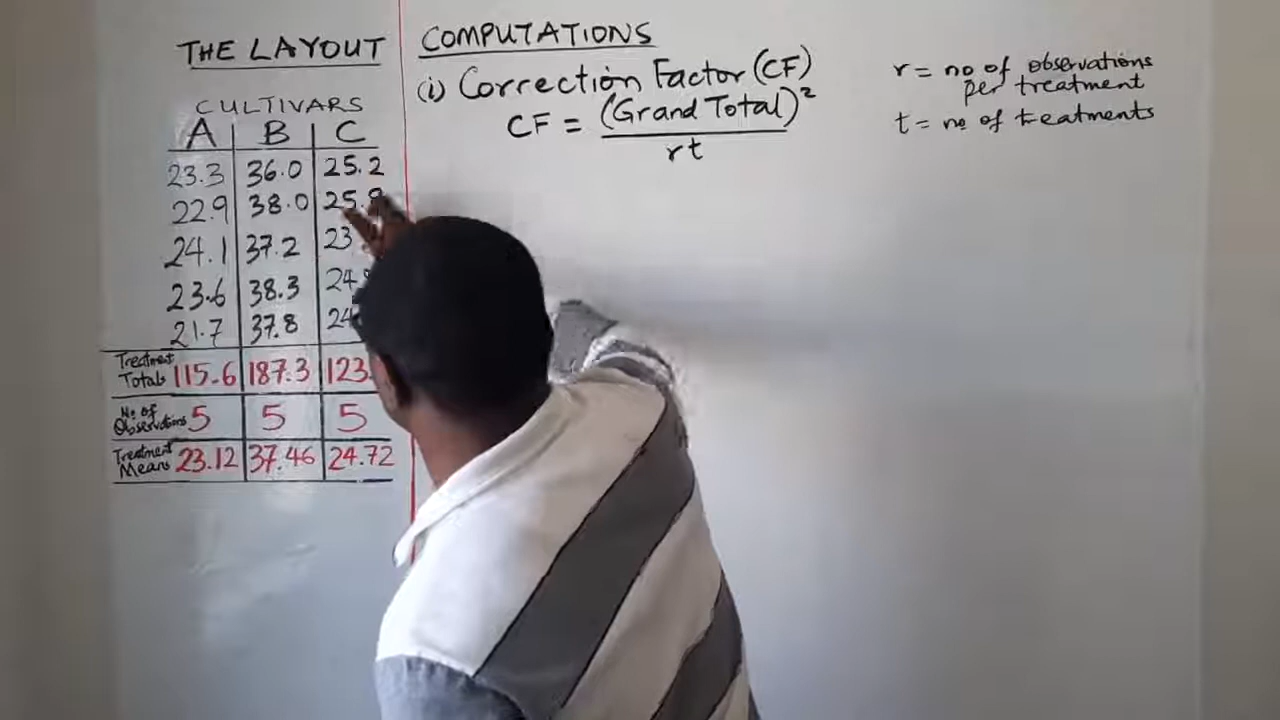 THE LAYOUT
CULTIVARS
A B C
23.3 36.0 25.2
22.9 38.0
24.1 37.2
23.6 38.3
21.7 37.8
Treatment Totals 115.6 187.3
No of Observations 5 5 5
Treatment Means 23.12 37.46 24.72
COMPUTATIONS
(i) Correction Factor (CF)
CF = (Grand Total)²
rt
r = no of observations
per treatment
t = no of treatments